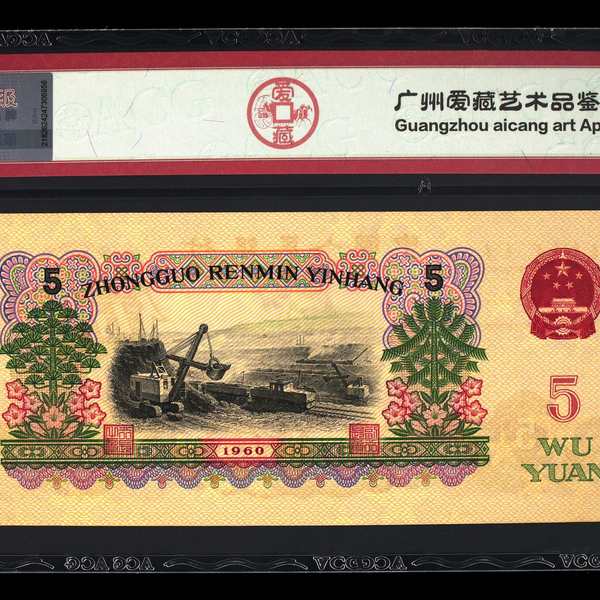 爱藏
广州爱藏艺术品鉴
Guangzhou aicang art Ap
5 ZHONGGUO RENMIN YINHANG 5
5
WU
YUAN
1960